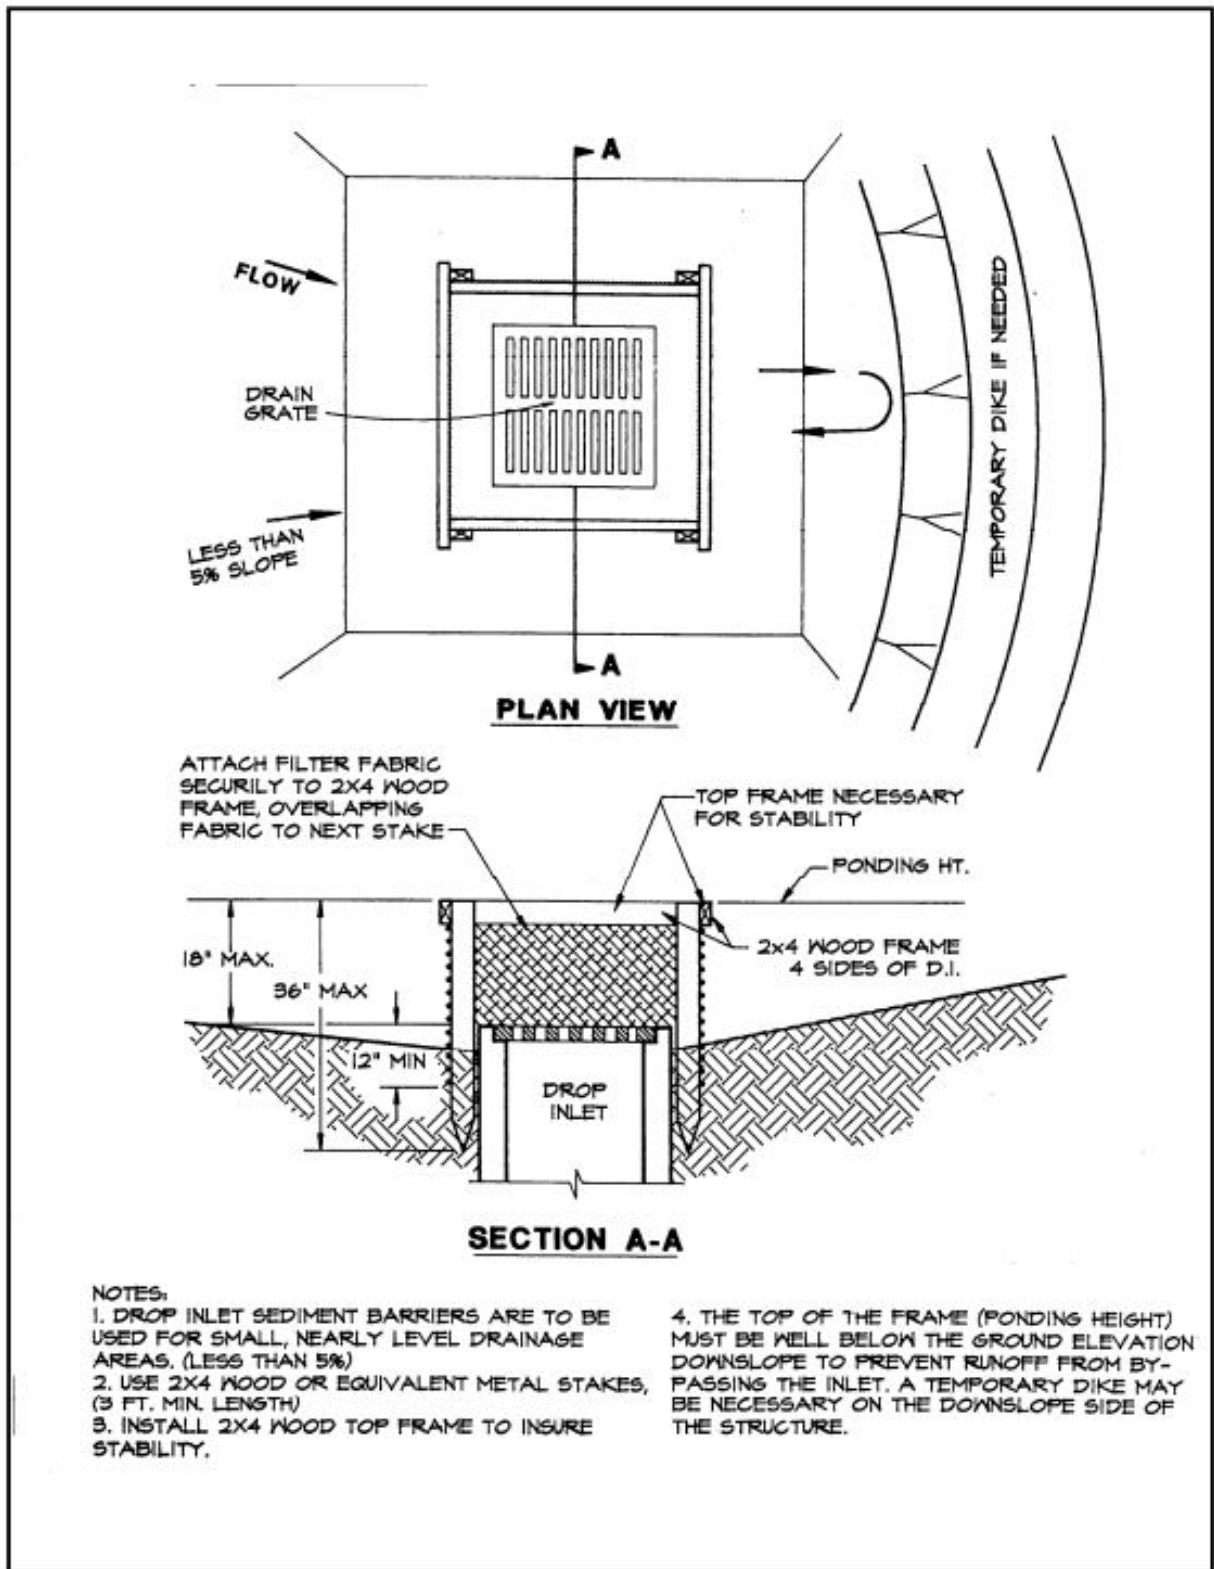 A
FLOW
DRAIN
GRATE
LESS THAN
5% SLOPE
TEMPORARY DIKE IF NEEDED
A
PLAN VIEW
ATTACH FILTER FABRIC
SECURILY TO 2X4 WOOD
FRAME, OVERLAPPING
FABRIC TO NEXT STAKE
TOP FRAME NECESSARY
FOR STABILITY
PONDING HT.
18" MAX.
36" MAX
2x4 WOOD FRAME
4 SIDES OF D.I.
12" MIN
DROP
INLET
SECTION A-A
NOTES:
1. DROP INLET SEDIMENT BARRIERS ARE TO BE
USED FOR SMALL, NEARLY LEVEL DRAINAGE
AREAS. (LESS THAN 5%)
2. USE 2X4 WOOD OR EQUIVALENT METAL STAKES,
(3 FT. MIN. LENGTH)
3. INSTALL 2X4 WOOD TOP FRAME TO INSURE
STABILITY.
4. THE TOP OF THE FRAME (PONDING HEIGHT)
MUST BE WELL BELOW THE GROUND ELEVATION
DOWNSLOPE TO PREVENT RUNOFF FROM BY-
PASSING THE INLET. A TEMPORARY DIKE MAY
BE NECESSARY ON THE DOWNSLOPE SIDE OF
THE STRUCTURE.